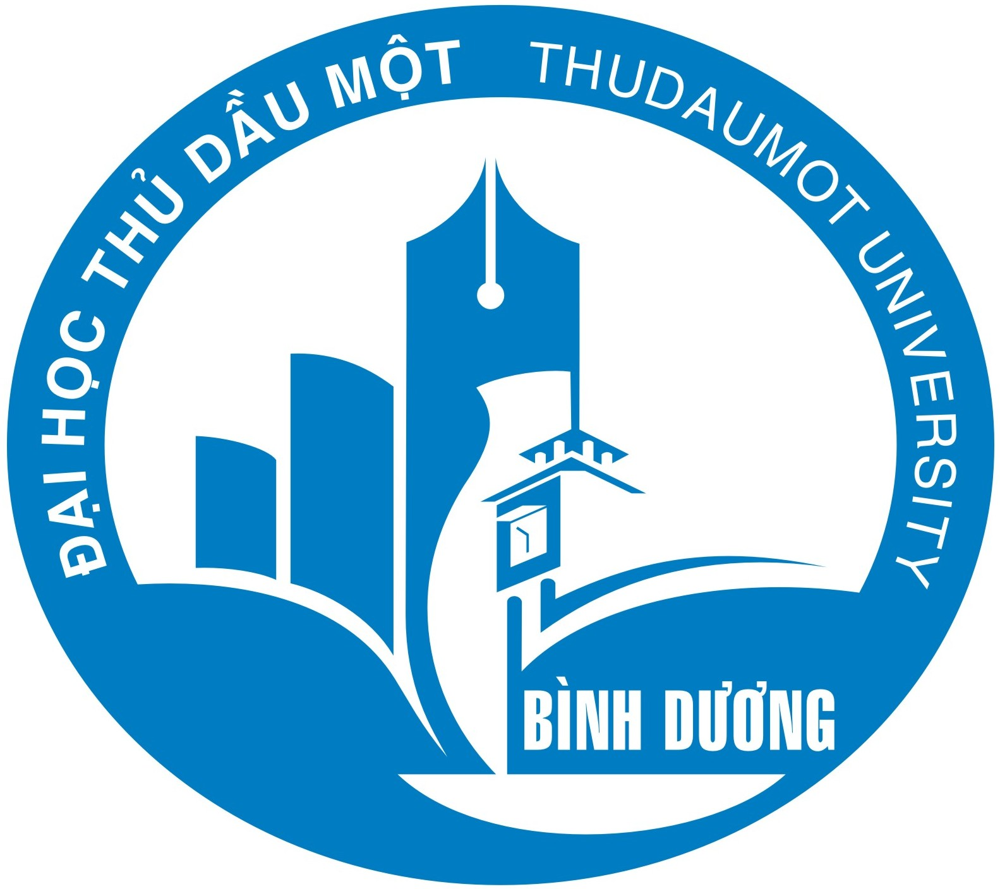 ĐẠI HỌC THỦ DẦU MỘT
THUDAUMOT UNIVERSITY
BÌNH DƯƠNG